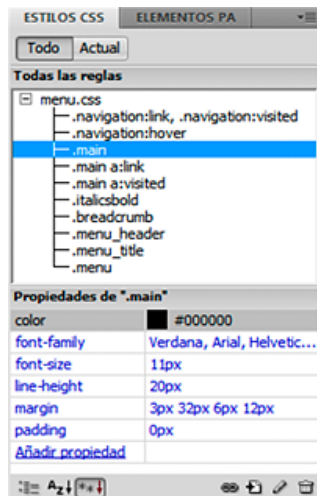 ESTILOS CSS ELEMENTOS PA
Todo Actual
Todas las reglas
menu.css
.navigation:link, .navigation:visited
.navigation:hover
.main
.main a:link
.main a:visited
.italicsbold
.breadcrumb
.menu_header
.menu_title
.menu
Propiedades de ".main"
color #000000
font-family Verdana, Arial, Helvetic...
font-size 11px
line-height 20px
margin 3px 32px 6px 12px
padding 0px
Añadir propiedad